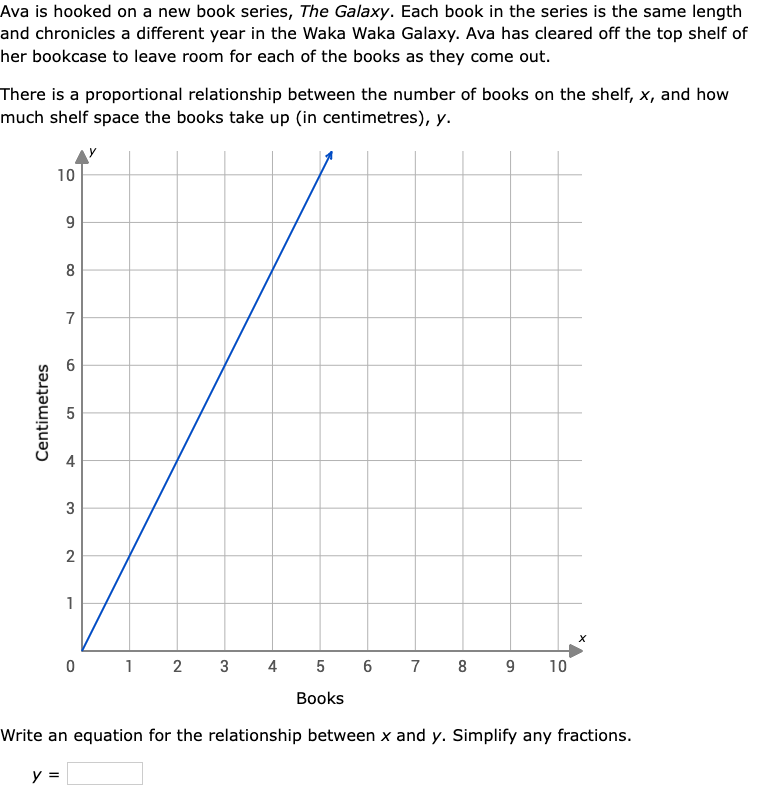 Ava is hooked on a new book series, The Galaxy. Each book in the series is the same length
and chronicles a different year in the Waka Waka Galaxy. Ava has cleared off the top shelf of
her bookcase to leave room for each of the books as they come out.
There is a proportional relationship between the number of books on the shelf, x, and how
much shelf space the books take up (in centimetres), y.
y
10
9
8
7
6
5
4
3
2
1
Centimetres
x
0 1 2 3 4 5 6 7 8 9 10
Books
Write an equation for the relationship between x and y. Simplify any fractions.
y =